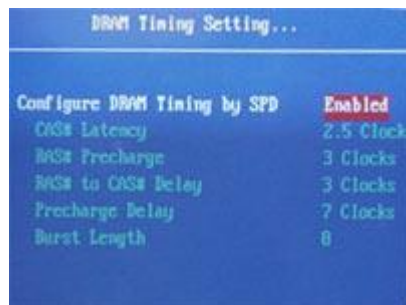 DRAM Timing Setting...
Configure DRAM Timing by SPD Enabled
CAS# Latency 2.5 Clock
RAS# Precharge 3 Clocks
RAS# to CAS# Delay 3 Clocks
Precharge Delay 7 Clocks
Burst Length 8